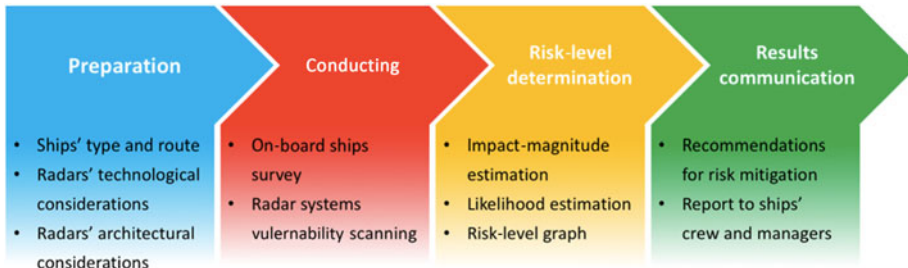 Preparation
• Ships' type and route
• Radars' technological
considerations
• Radars' architectural
considerations
Conducting
• On-board ships
survey
• Radar systems
vulernability scanning
Risk-level
determination
• Impact-magnitude
estimation
• Likelihood estimation
• Risk-level graph
Results
communication
• Recommendations
for risk mitigation
• Report to ships'
crew and managers